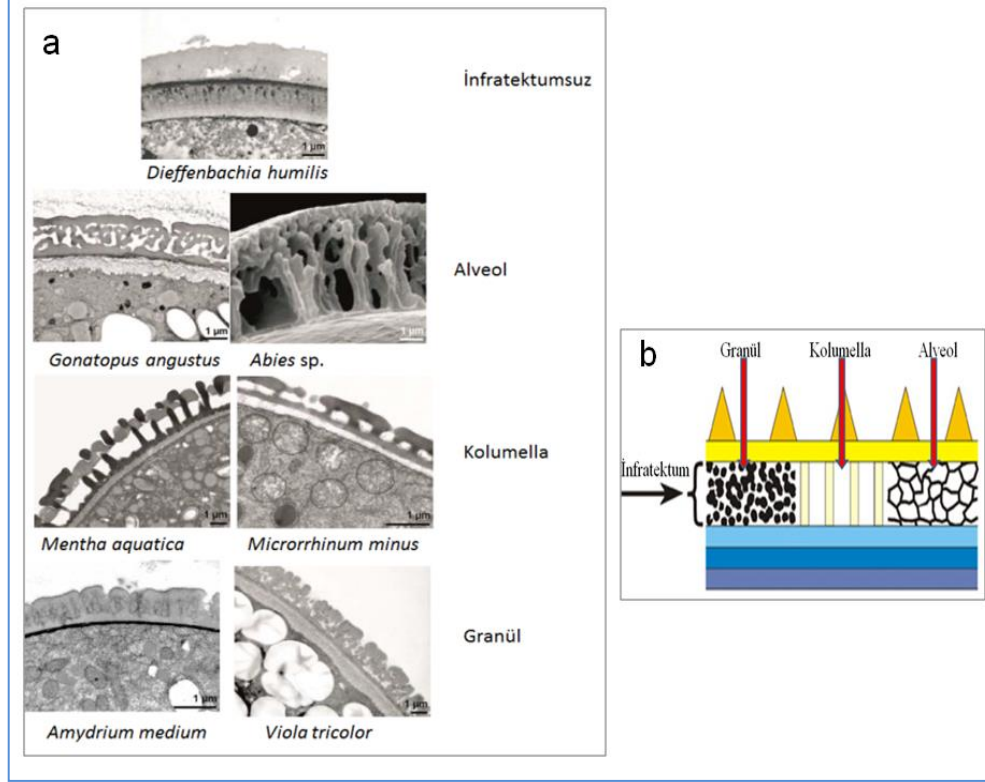 a
İnfratektumsuz
1 µm
Dieffenbachia humilis
Alveol
1 µm
1 µm
Gonatopus angustus
Abies sp.
Kolumella
1 µm
1 µm
Mentha aquatica
Microrrhinum minus
Granül
1 µm
1 µm
Amydrium medium
Viola tricolor
b
Granül Kolumella Alveol
İnfratektum